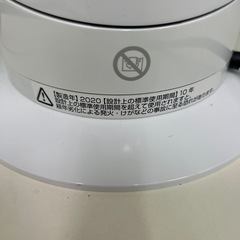 【製造年】2020【設計上の標準使用期間】10年
設計上の標準使用期間を超えて使用されますと、
経年劣化による発火・けがなどの事故に至る恐れがあります。